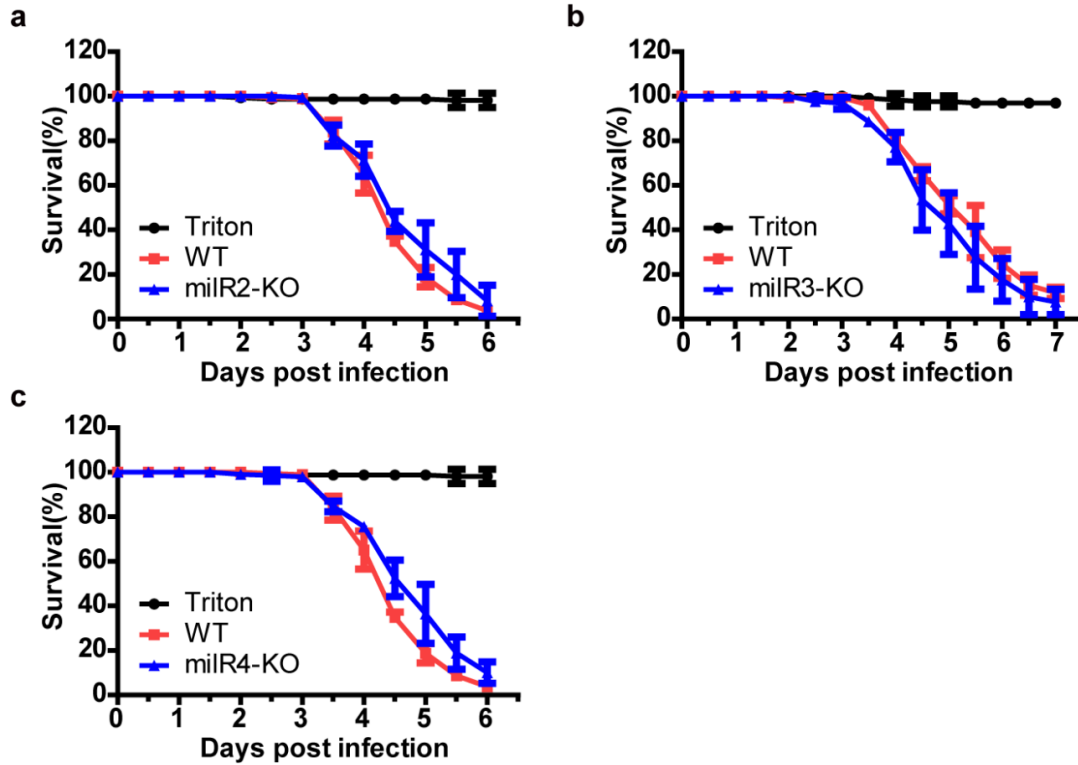 a
120
100
80
60
40
20
0
Survival(%)
Triton
WT
milR2-KO
0 1 2 3 4 5 6
Days post infection
b
120
100
80
60
40
20
0
Survival(%)
Triton
WT
milR3-KO
0 1 2 3 4 5 6 7
Days post infection
c
120
100
80
60
40
20
0
Survival(%)
Triton
WT
milR4-KO
0 1 2 3 4 5 6
Days post infection